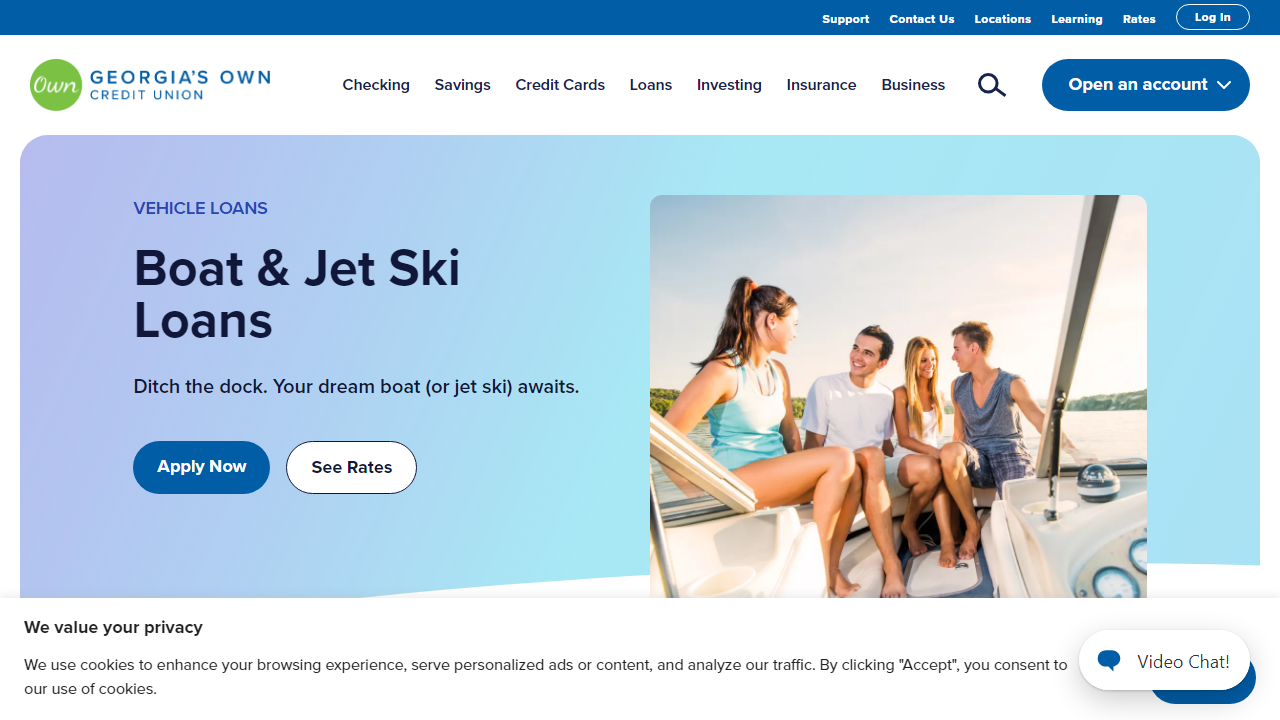 Support Contact Us Locations Learning Rates Log In
Own GEORGIA'S OWN
CREDIT UNION
Checking Savings Credit Cards Loans Investing Insurance Business Open an account
VEHICLE LOANS
Boat & Jet Ski
Loans
Ditch the dock. Your dream boat (or jet ski) awaits.
Apply Now See Rates
We value your privacy
We use cookies to enhance your browsing experience, serve personalized ads or content, and analyze our traffic. By clicking "Accept", you consent to
our use of cookies.
Video Chat!